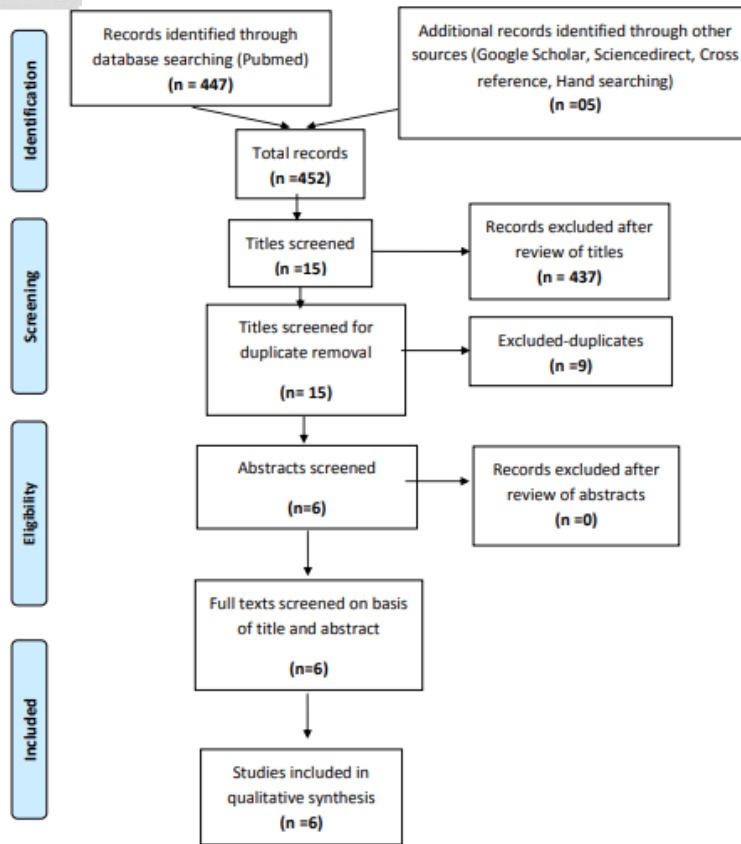 Identification
Records identified through
database searching (Pubmed)
(n = 447)
Additional records identified through other
sources (Google Scholar, Sciencedirect, Cross
reference, Hand searching)
(n =05)
Total records
(n =452)
Screening
Titles screened
(n =15)
Records excluded after
review of titles
(n = 437)
Titles screened for
duplicate removal
(n= 15)
Excluded-duplicates
(n =9)
Eligibility
Abstracts screened
(n=6)
Records excluded after
review of abstracts
(n =0)
Full texts screened on basis
of title and abstract
(n=6)
Included
Studies included in
qualitative synthesis
(n =6)